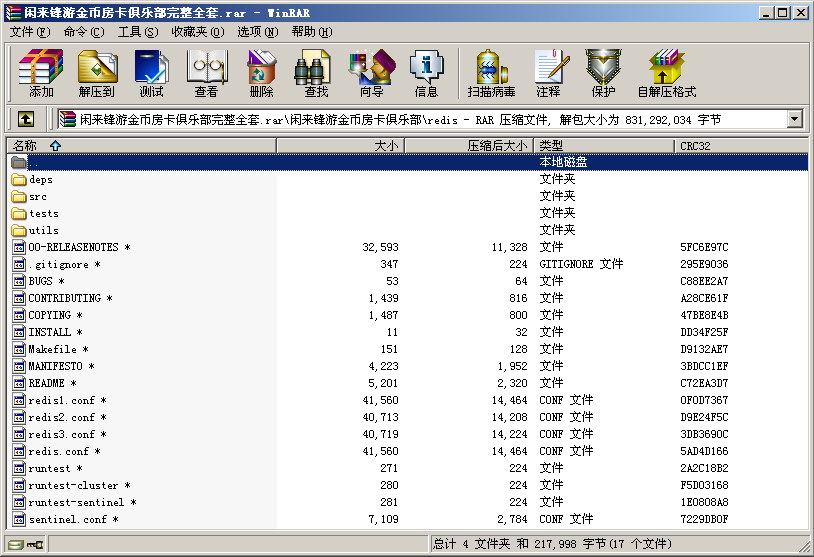 闲来锋游金币房卡俱乐部完整全套.rar - WinRAR
文件(F) 命令(C) 工具(S) 收藏夹(O) 选项(N) 帮助(H)
添加 解压到 测试 查看 删除 查找 向导 信息 扫描病毒 注释 保护 自解压格式
闲来锋游金币房卡俱乐部完整全套.rar\闲来锋游金币房卡俱乐部\redis - RAR 压缩文件, 解包大小为 831,292,034 字节
名称 大小 压缩后大小 类型 CRC32
.. 本地磁盘
deps 文件夹
src 文件夹
tests 文件夹
utils 文件夹
00-RELEASENOTES * 32,593 11,328 文件 5FC6E97C
.gitignore * 347 224 GITIGNORE 文件 295E9036
BUGS * 53 64 文件 C88EE2A7
CONTRIBUTING * 1,439 816 文件 A28CE61F
COPYING * 1,487 800 文件 47BE8E4B
INSTALL * 11 32 文件 DD34F25F
Makefile * 151 128 文件 D9132AE7
MANIFESTO * 4,223 1,952 文件 3BDCC1EF
README * 5,201 2,320 文件 C72EA3D7
redis1.conf * 41,560 14,464 CONF 文件 0F0D7367
redis2.conf * 40,713 14,208 CONF 文件 D9E24F5C
redis3.conf * 40,719 14,224 CONF 文件 3DB3690C
redis.conf * 41,560 14,464 CONF 文件 5AD4D166
runtest * 271 224 文件 2A2C18B2
runtest-cluster * 280 224 文件 F5D03168
runtest-sentinel * 281 224 文件 1E0808A8
sentinel.conf * 7,109 2,784 CONF 文件 7229DB0F
总计 4 文件夹 和 217,998 字节(17 个文件)